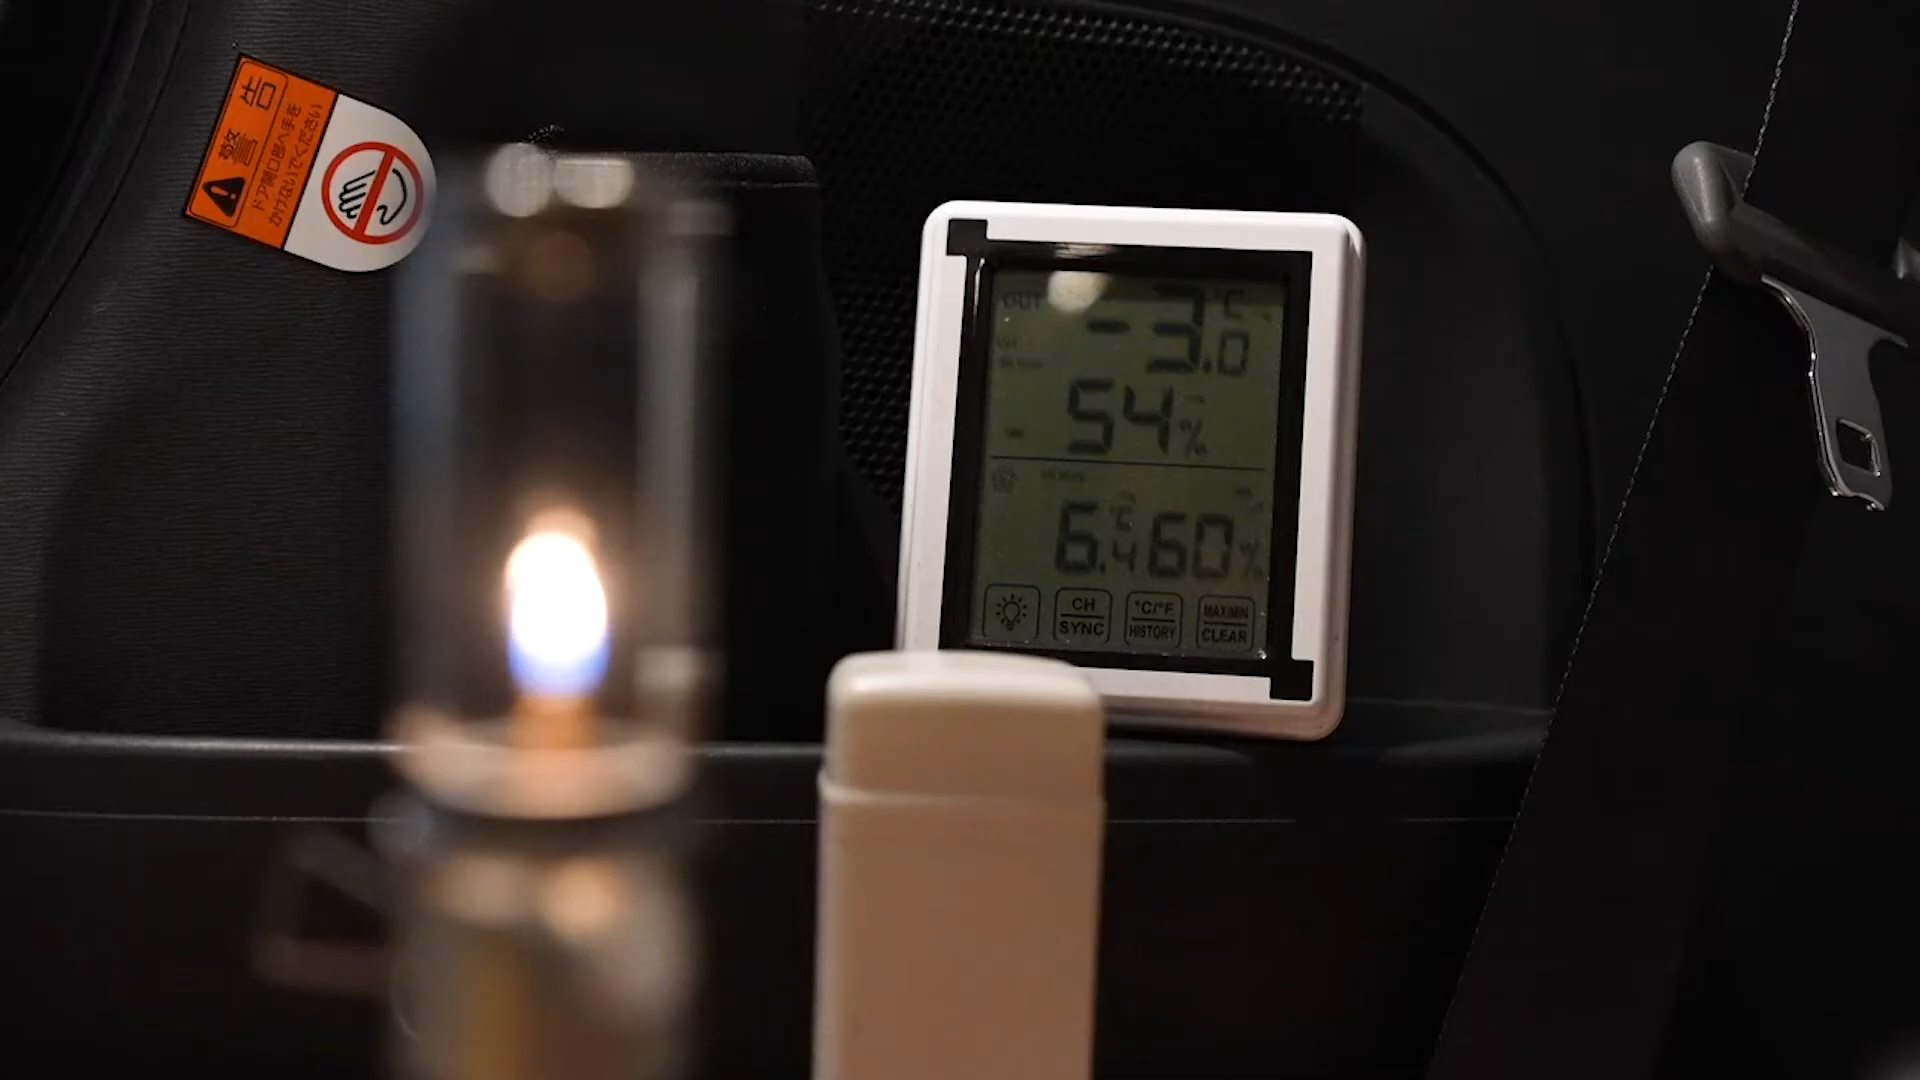 警告
ドア開口部へ手を
かけないでください
OUT
-3.0°C
54%
6.4°C 60%
CH
SYNC
°C/°F
HISTORY
MAX/MIN
CLEAR